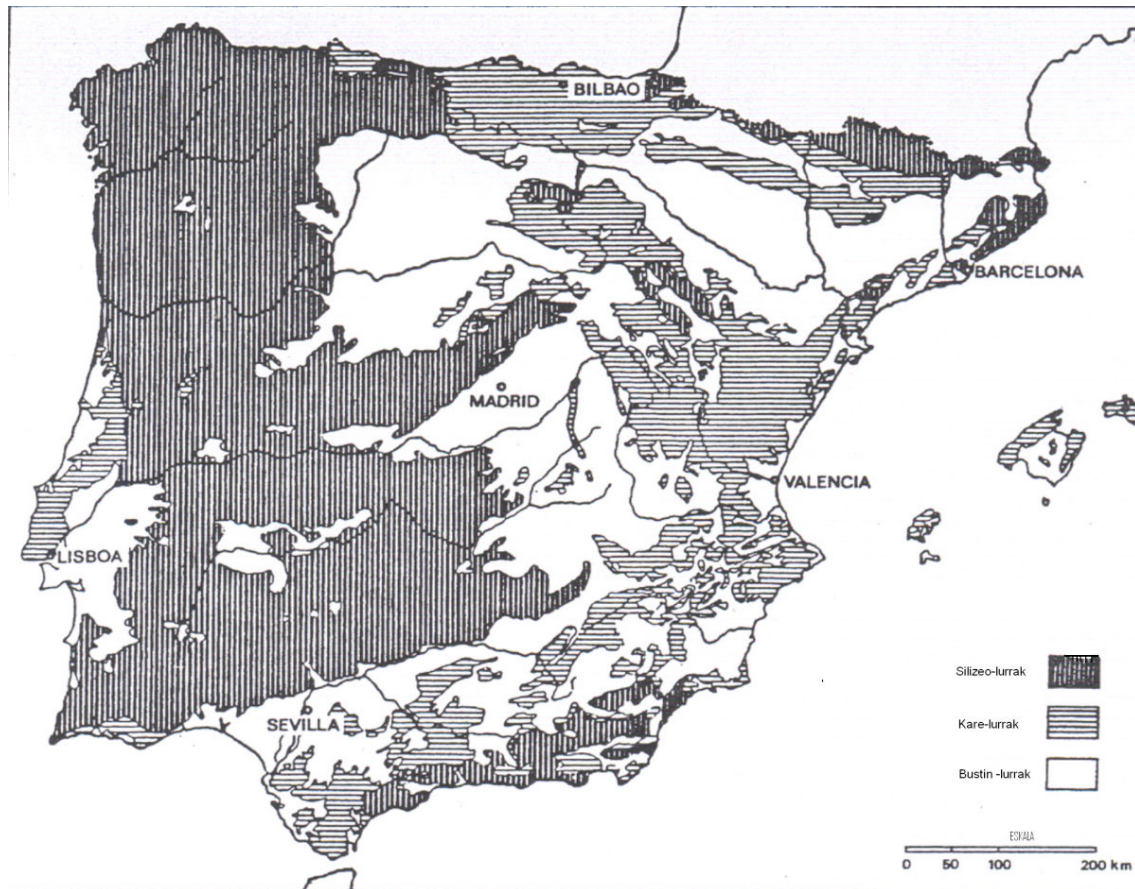 BILBAO
BARCELONA
MADRID
VALENCIA
LISBOA
SEVILLA
Silizeo-lurrak
Kare-lurrak
Bustin -lurrak
ESKALA
0 50 100 200 km